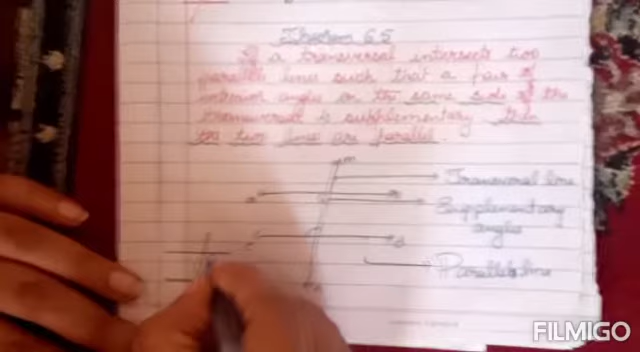 Theorem 6.5
If a transversal intersects two
parallel lines such that a pair of
interior angles on the same side of the
transversal is supplementary then
the two lines are parallel.
m
Transversal line
A B
Supplementary
angle
C D
Parallel line
FILMIGO